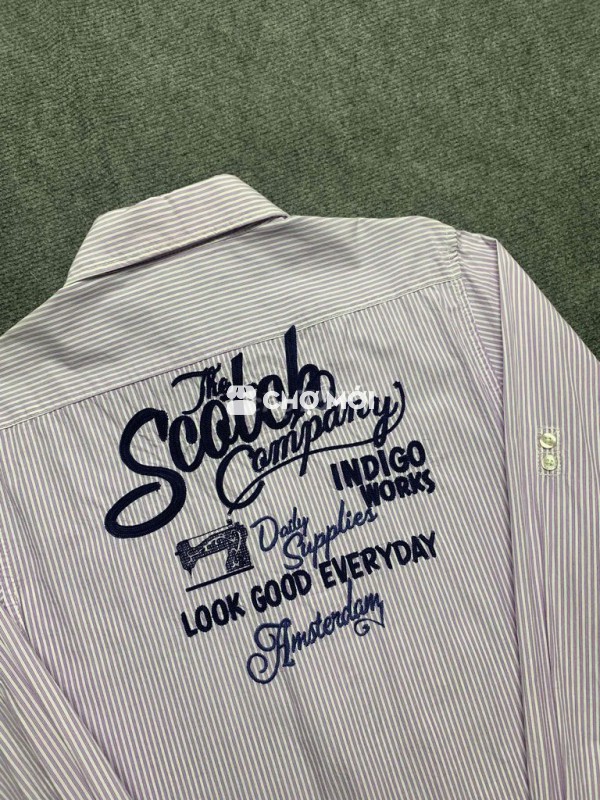 The
Scotch
CHỢ MỚI
Company
INDIGO
WORKS
Daily
Supplies
LOOK GOOD EVERYDAY
Amsterdam